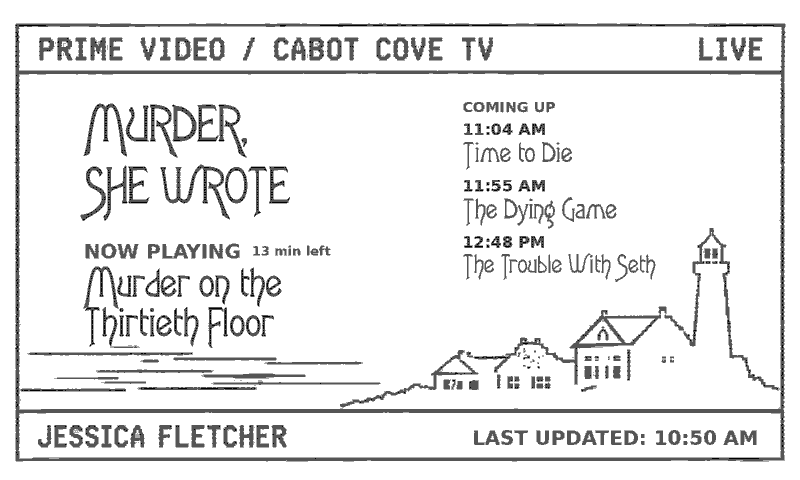 PRIME VIDEO / CABOT COVE TV
LIVE
MURDER,
SHE WROTE
NOW PLAYING 13 min left
Murder on the
Thirtieth Floor
COMING UP
11:04 AM
Time to Die
11:55 AM
The Dying Game
12:48 PM
The Trouble With Seth
JESSICA FLETCHER
LAST UPDATED: 10:50 AM